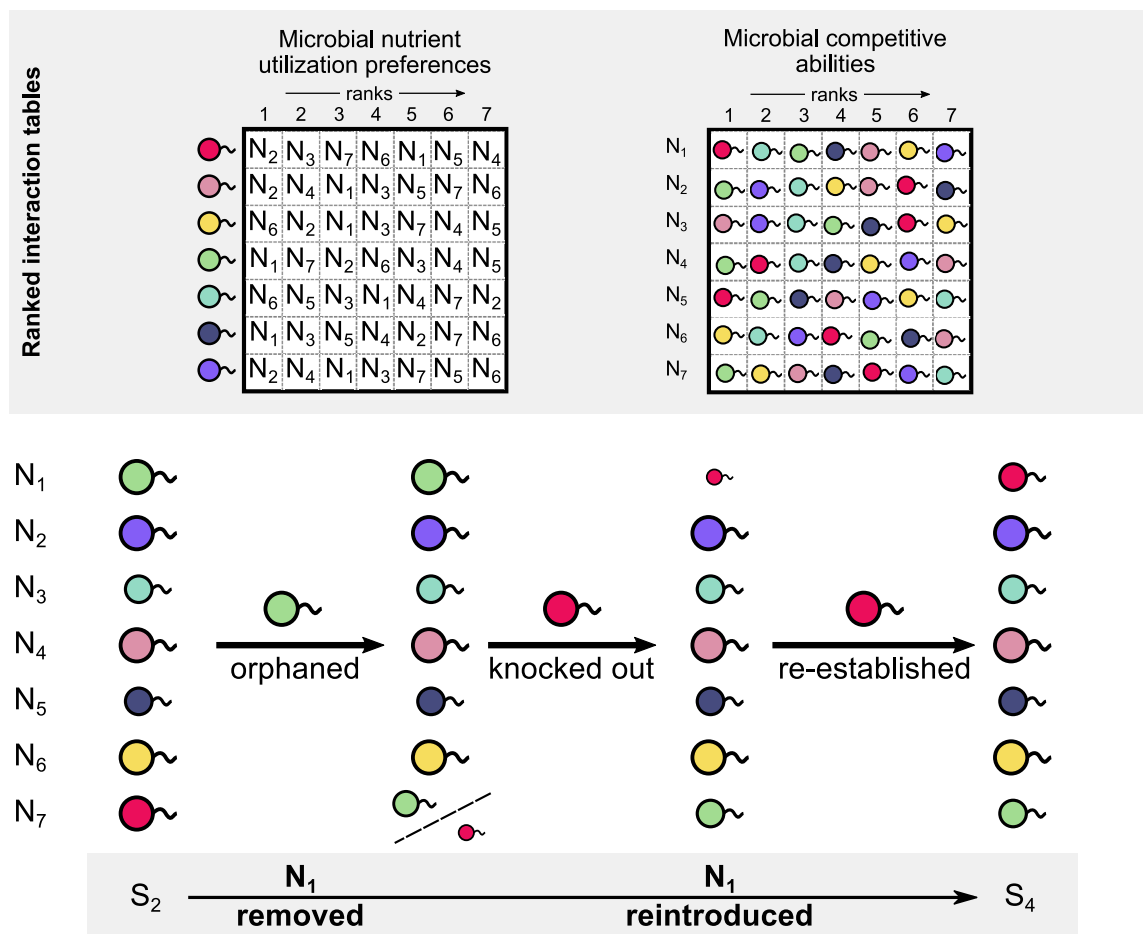 Ranked interaction tables
Microbial nutrient
utilization preferences
ranks
1 2 3 4 5 6 7
N₂ N₃ N₇ N₆ N₁ N₅ N₄
N₂ N₄ N₁ N₃ N₅ N₇ N₆
N₆ N₂ N₁ N₃ N₇ N₄ N₅
N₁ N₇ N₂ N₆ N₃ N₄ N₅
N₆ N₅ N₃ N₁ N₄ N₇ N₂
N₁ N₃ N₅ N₄ N₂ N₇ N₆
N₂ N₄ N₁ N₃ N₇ N₅ N₆
Microbial competitive
abilities
ranks
1 2 3 4 5 6 7
N₁
N₂
N₃
N₄
N₅
N₆
N₇
N₁
N₂
N₃
N₄
N₅
N₆
N₇
orphaned
knocked out
re-established
S₂
N₁
removed
N₁
reintroduced
S₄